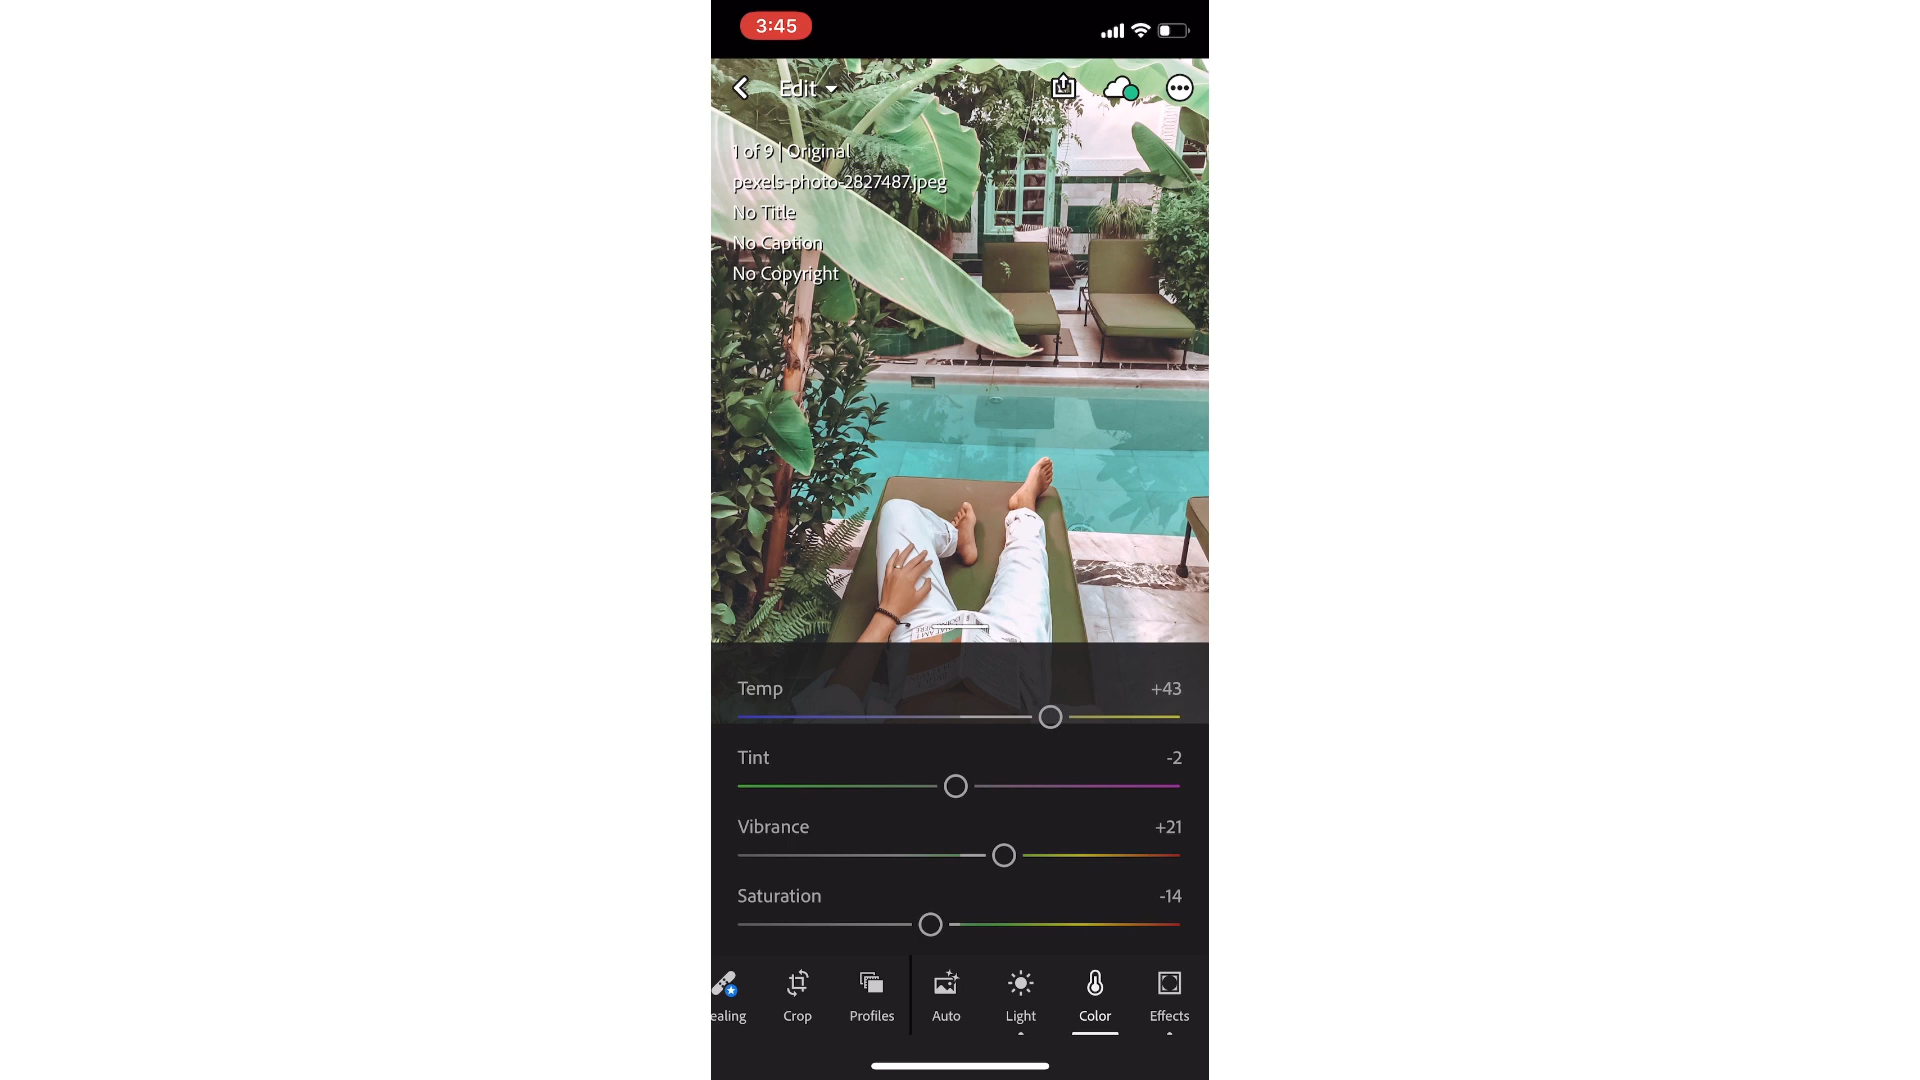 3:45
Edit
1 of 9 | Original
pexels-photo-2827487.jpeg
No Title
No Caption
No Copyright
Temp +43
Tint -2
Vibrance +21
Saturation -14
ealing Crop Profiles Auto Light Color Effects